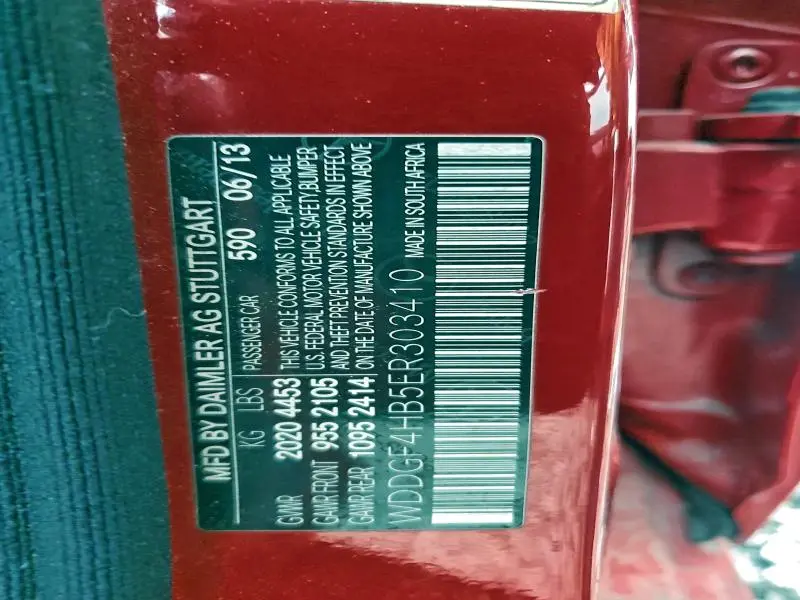 MFD BY DAIMLER AG STUTTGART
KG LBS PASSENGER CAR 590 06/13
GVWR 2020 4453 THIS VEHICLE CONFORMS TO ALL APPLICABLE
U.S. FEDERAL MOTOR VEHICLE SAFETY,BUMPER
GAWR FRONT 955 2105 AND THEFT PREVENTION STANDARDS IN EFFECT
GAWR REAR 1095 2414 ON THE DATE OF MANUFACTURE SHOWN ABOVE
WDDGF4HB5ER303410 MADE IN SOUTH AFRICA